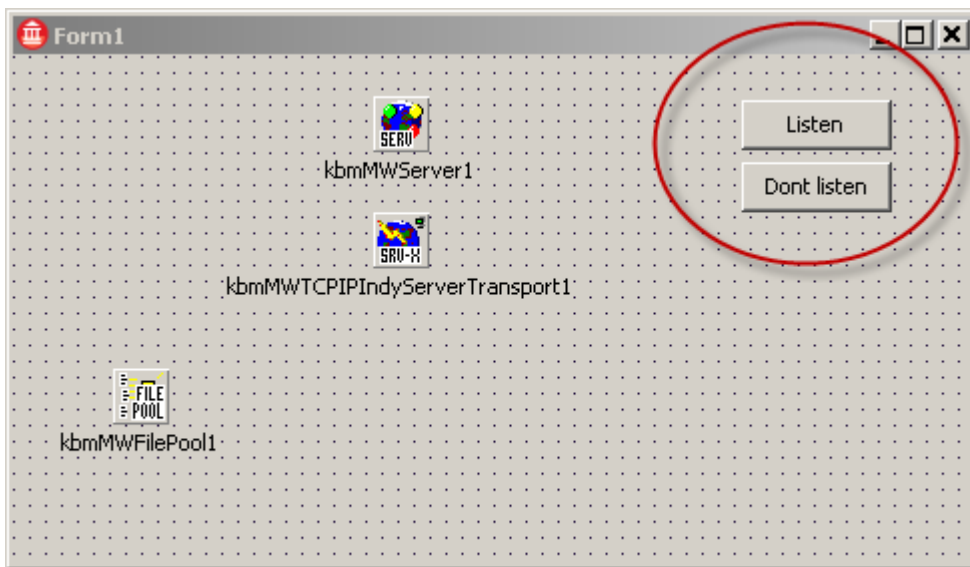 Form1
SERV
kbmMWServer1
Listen
Dont listen
SRV-X
kbmMWTCPIPIndyServerTransport1
FILE
POOL
kbmMWFilePool1